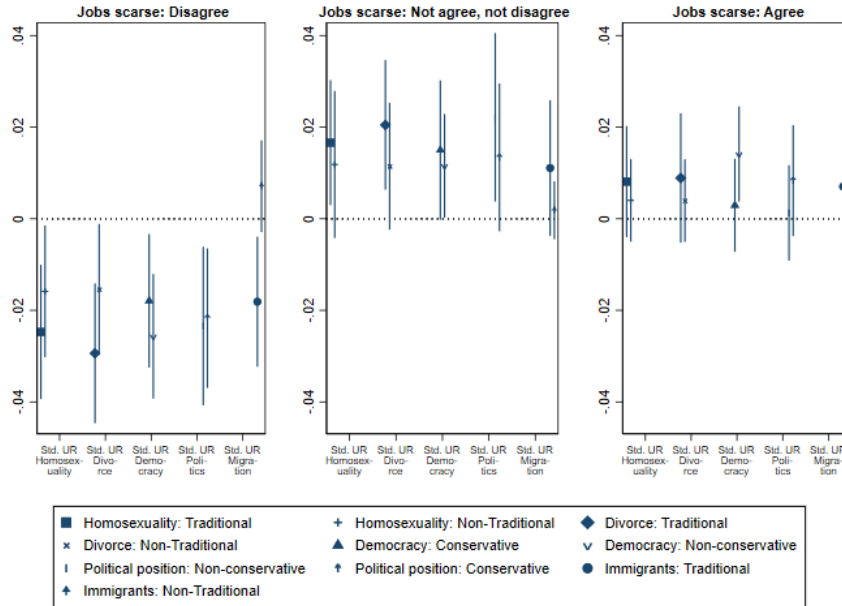 Jobs scarse: Disagree
Jobs scarse: Not agree, not disagree
Jobs scarse: Agree
.04
.02
0
-.02
-.04
Std. UR Std. UR Std. UR Std. UR Std. UR
Homosex- Divo- Demo- Poli- Migra-
uality rce cracy tics tion
.04
.02
0
-.02
-.04
Std. UR Std. UR Std. UR Std. UR Std. UR
Homosex- Divo- Demo- Poli- Migra-
uality rce cracy tics tion
.04
.02
0
-.02
-.04
Std. UR Std. UR Std. UR Std. UR Std. UR
Homosex- Divo- Demo- Poli- Migra-
uality rce cracy tics tion
Homosexuality: Traditional Homosexuality: Non-Traditional Divorce: Traditional
Divorce: Non-Traditional Democracy: Conservative Democracy: Non-conservative
Political position: Non-conservative Political position: Conservative Immigrants: Traditional
Immigrants: Non-Traditional